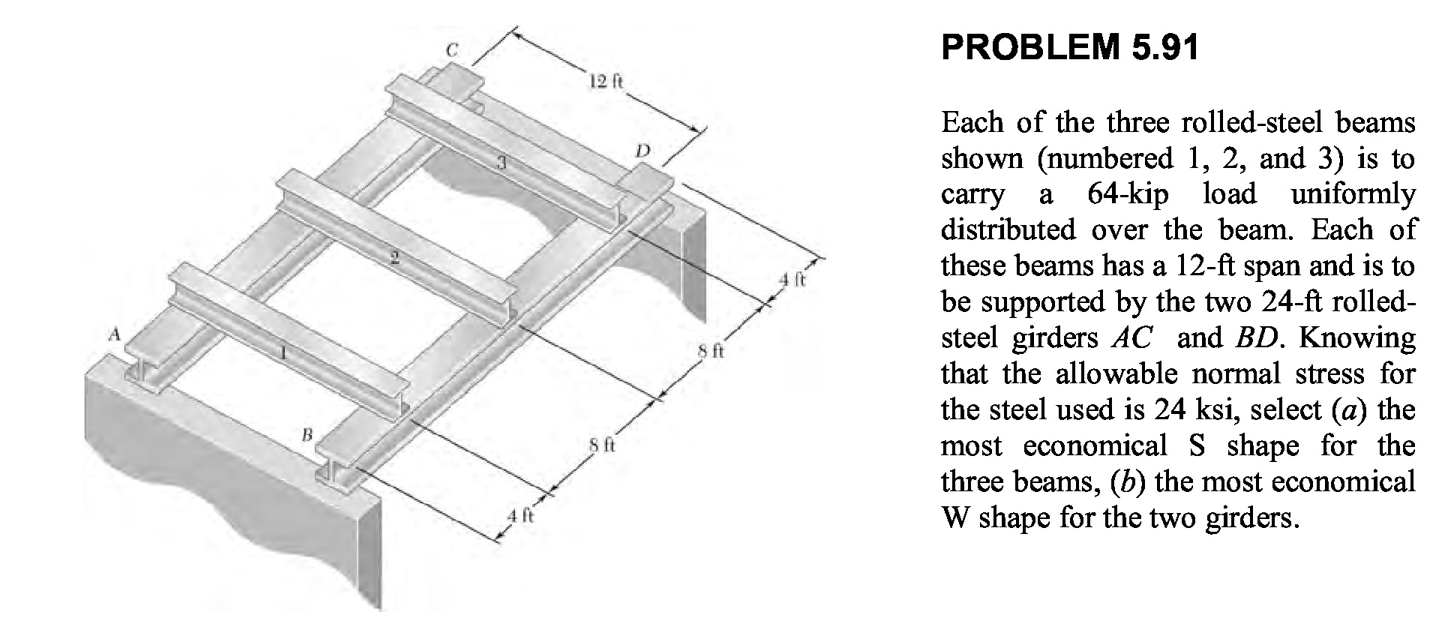 C
12 ft
PROBLEM 5.91
D
3
2
4 ft
A
1
8 ft
B
8 ft
4 ft
Each of the three rolled-steel beams
shown (numbered 1, 2, and 3) is to
carry a 64-kip load uniformly
distributed over the beam. Each of
these beams has a 12-ft span and is to
be supported by the two 24-ft rolled-
steel girders AC and BD. Knowing
that the allowable normal stress for
the steel used is 24 ksi, select (a) the
most economical S shape for the
three beams, (b) the most economical
W shape for the two girders.